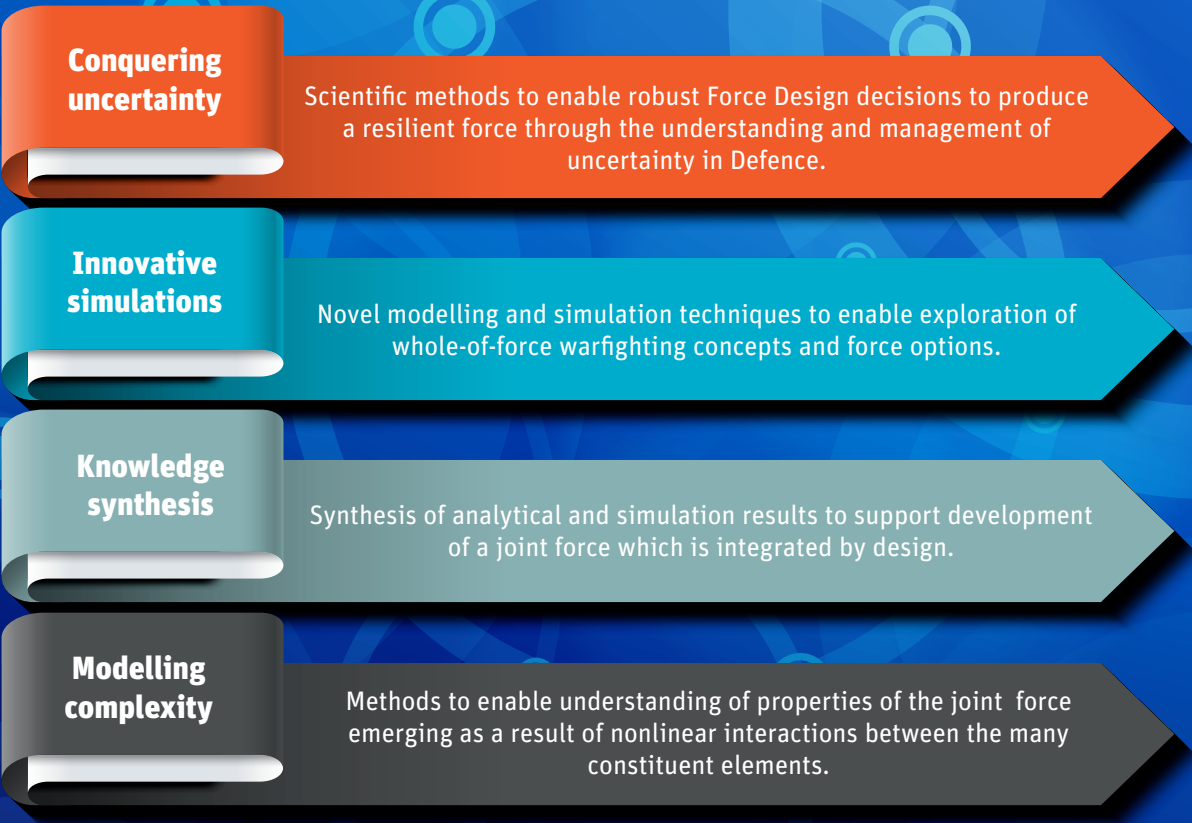 Conquering
uncertainty
Scientific methods to enable robust Force Design decisions to produce
a resilient force through the understanding and management of
uncertainty in Defence.
Innovative
simulations
Novel modelling and simulation techniques to enable exploration of
whole-of-force warfighting concepts and force options.
Knowledge
synthesis
Synthesis of analytical and simulation results to support development
of a joint force which is integrated by design.
Modelling
complexity
Methods to enable understanding of properties of the joint force
emerging as a result of nonlinear interactions between the many
constituent elements.